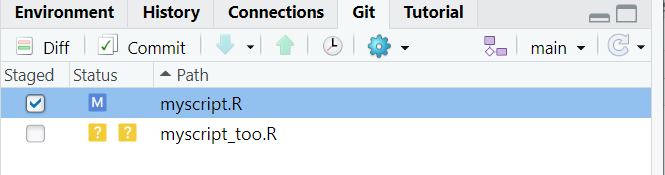 Environment History Connections Git Tutorial
Diff Commit main
Staged Status Path
M myscript.R
? ? myscript_too.R